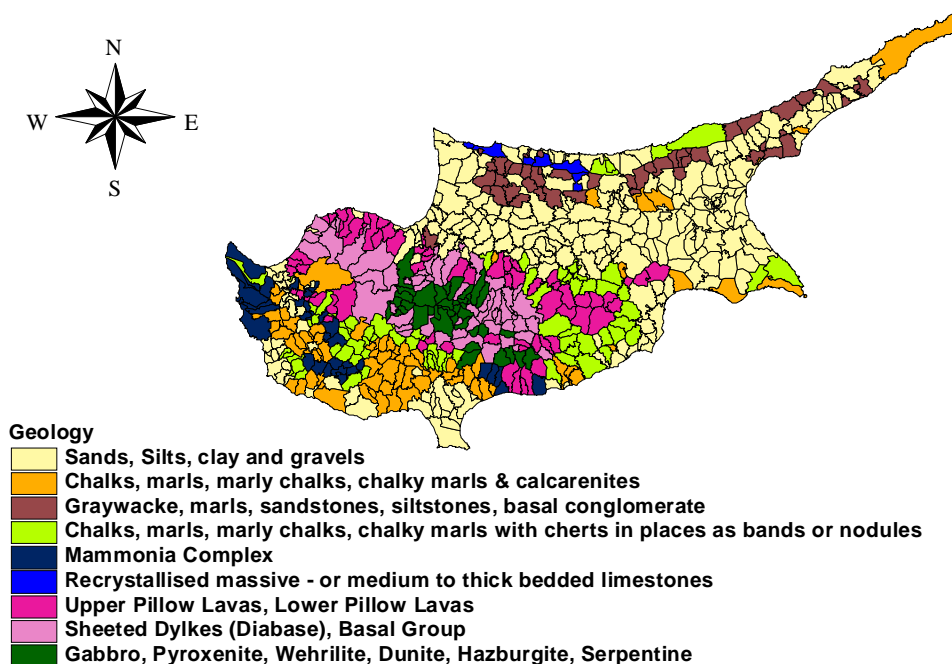 N
W E
S
Geology
Sands, Silts, clay and gravels
Chalks, marls, marly chalks, chalky marls & calcarenites
Graywacke, marls, sandstones, siltstones, basal conglomerate
Chalks, marls, marly chalks, chalky marls with cherts in places as bands or nodules
Mammonia Complex
Recrystallised massive - or medium to thick bedded limestones
Upper Pillow Lavas, Lower Pillow Lavas
Sheeted Dylkes (Diabase), Basal Group
Gabbro, Pyroxenite, Wehrilite, Dunite, Hazburgite, Serpentine